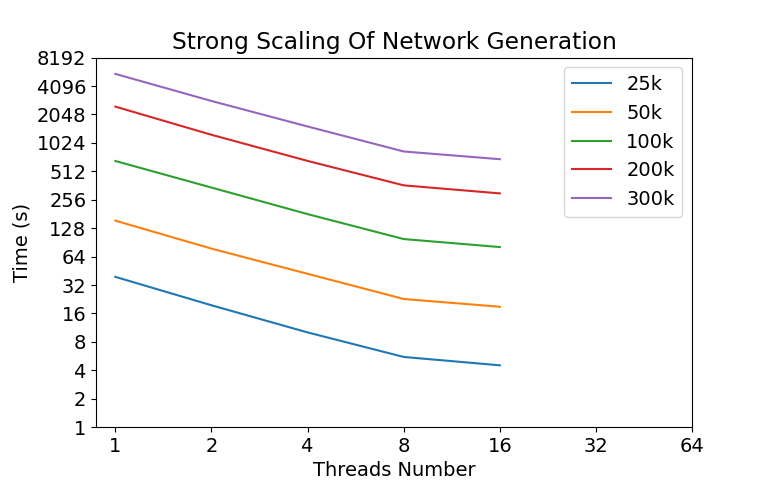 Strong Scaling Of Network Generation
8192
4096
2048
1024
512
256
128
64
32
16
8
4
2
1
Time (s)
25k
50k
100k
200k
300k
1 2 4 8 16 32 64
Threads Number